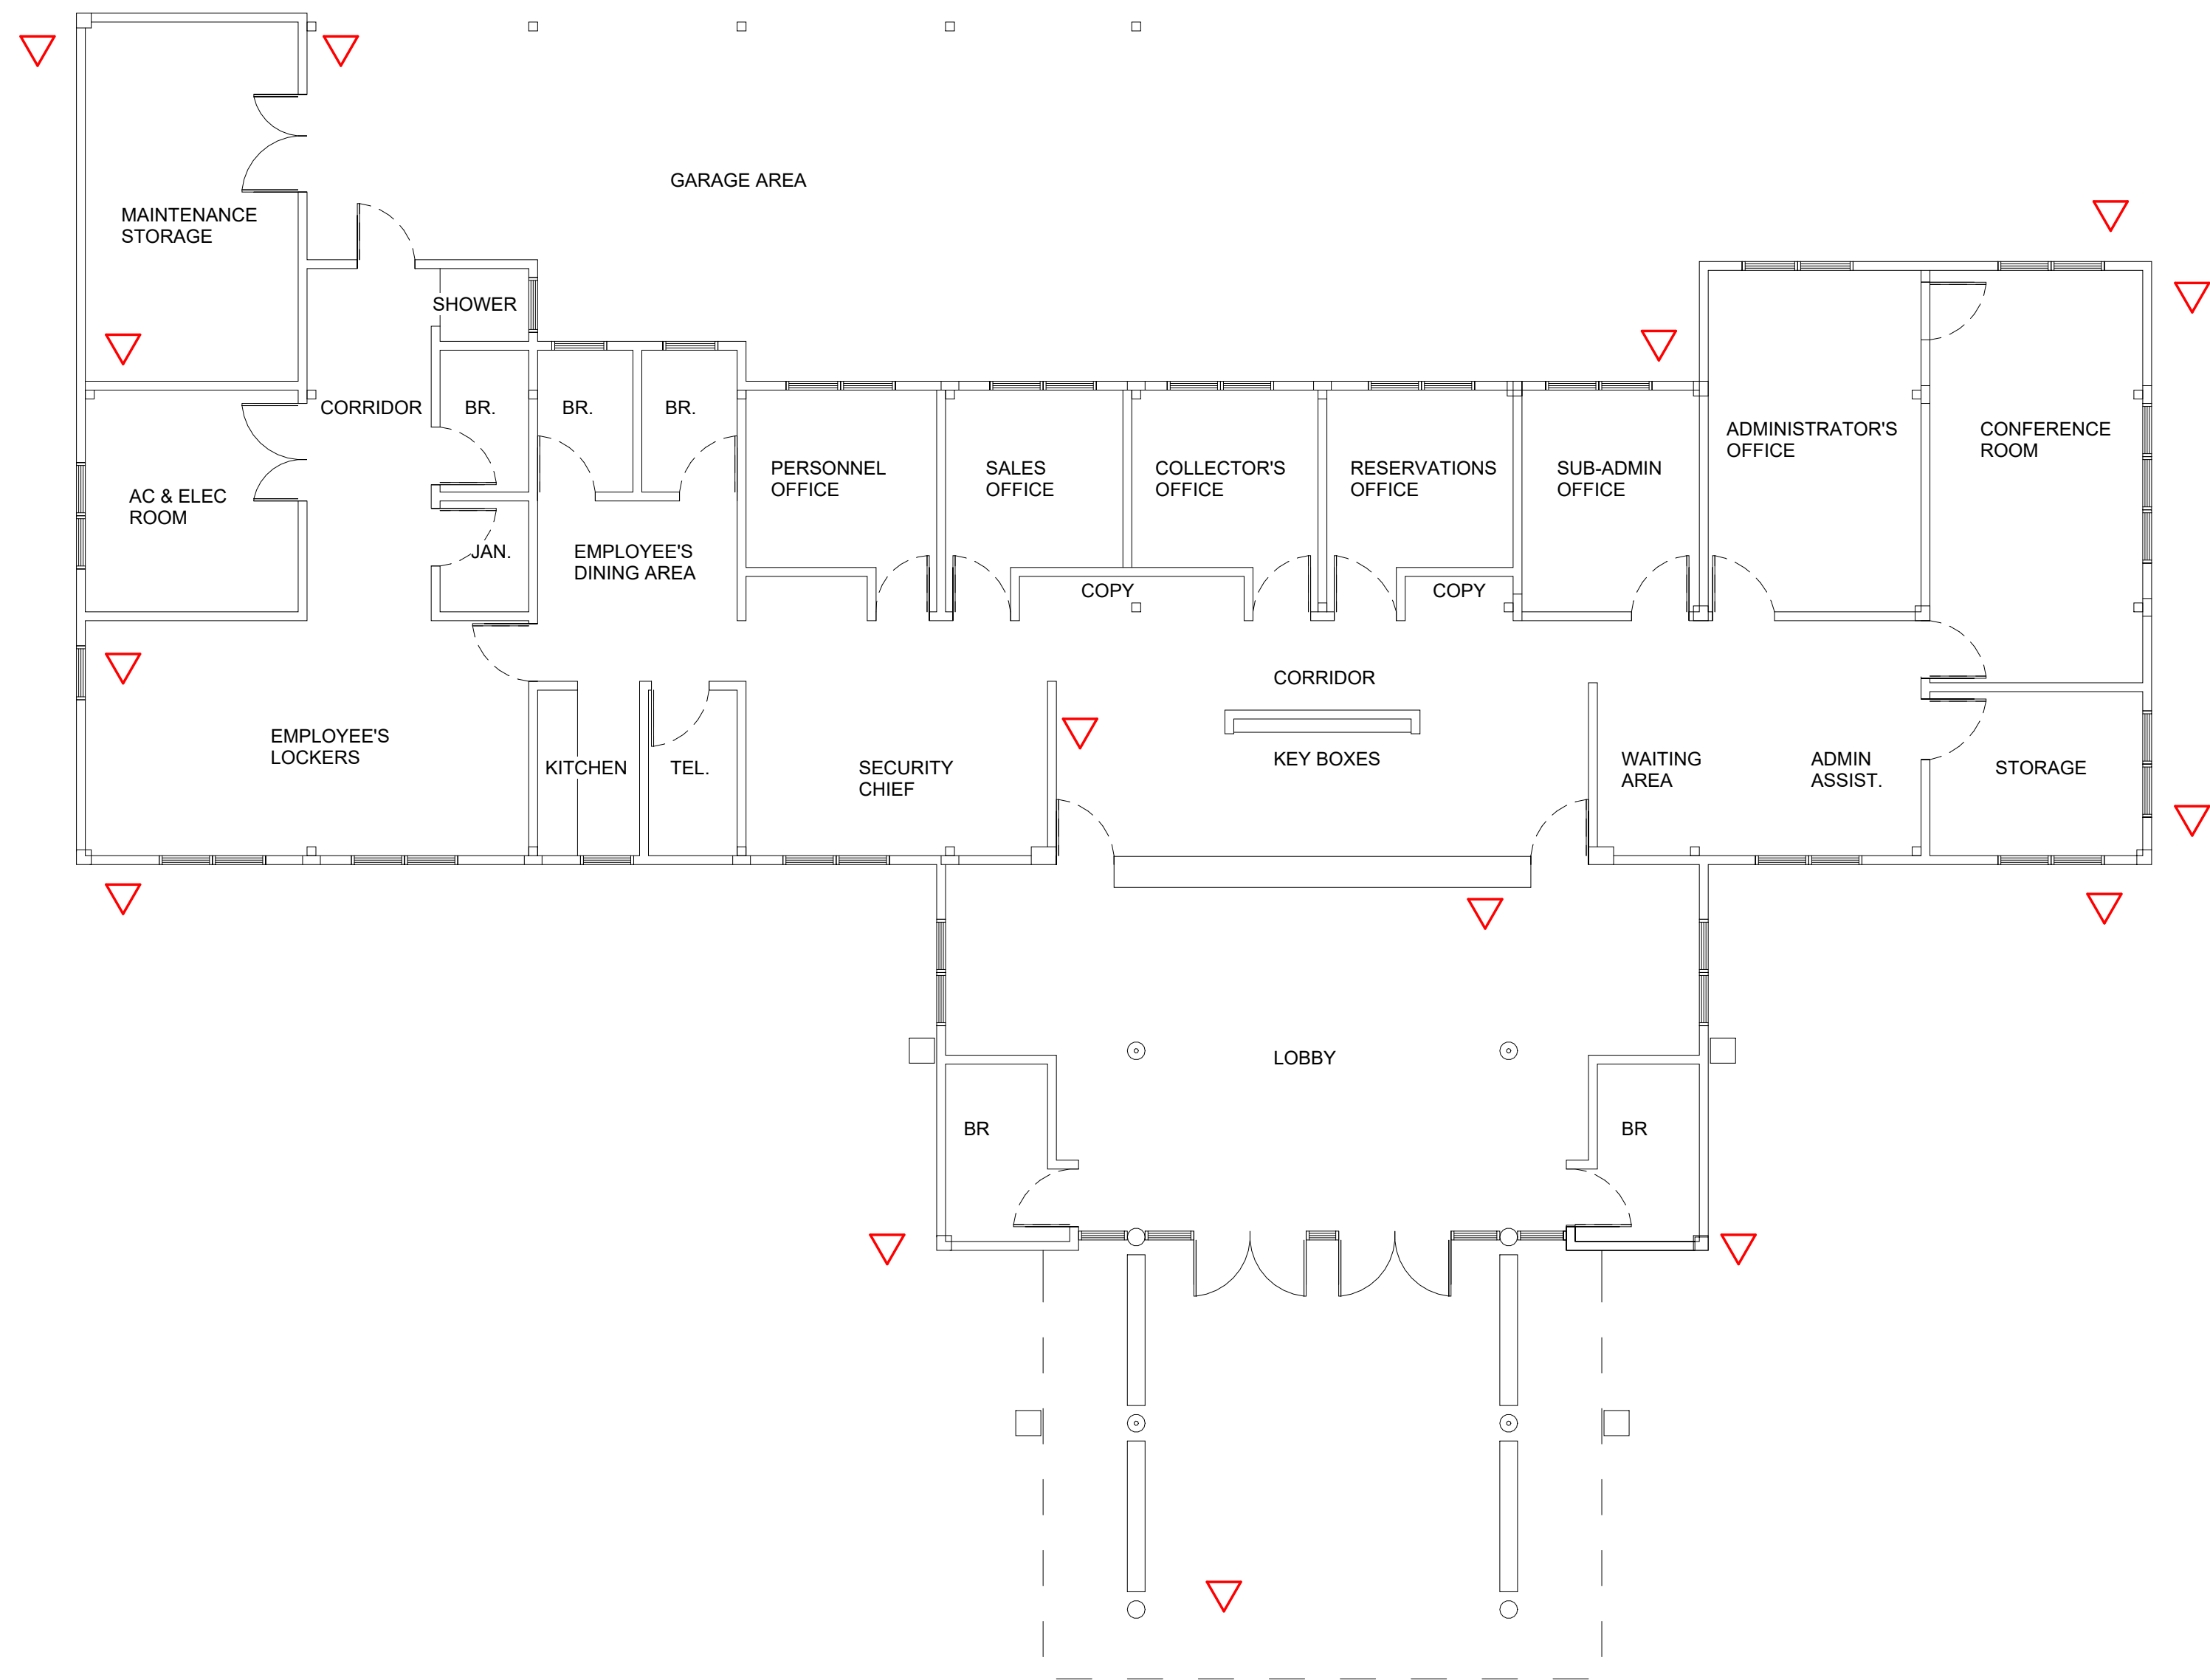 GARAGE AREA
MAINTENANCE
STORAGE
SHOWER
CORRIDOR
BR.
BR.
BR.
ADMINISTRATOR'S
OFFICE
CONFERENCE
ROOM
PERSONNEL
OFFICE
SALES
OFFICE
COLLECTOR'S
OFFICE
RESERVATIONS
OFFICE
SUB-ADMIN
OFFICE
AC & ELEC
ROOM
JAN.
EMPLOYEE'S
DINING AREA
COPY
COPY
CORRIDOR
EMPLOYEE'S
LOCKERS
KITCHEN
TEL.
SECURITY
CHIEF
KEY BOXES
WAITING
AREA
ADMIN
ASSIST.
STORAGE
LOBBY
BR
BR